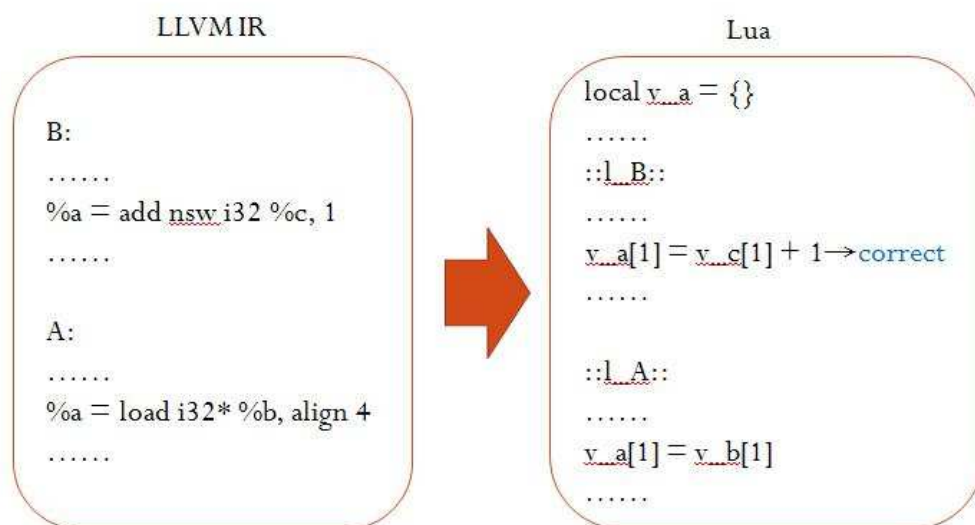 LLVM IR
B:
......
%a = add nsw i32 %c, 1
......
A:
......
%a = load i32* %b, align 4
......
Lua
local v_a = {}
......
::l_B::
......
v_a[1] = v_c[1] + 1→correct
......
::l_A::
......
v_a[1] = v_b[1]
......